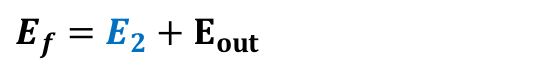 E_f = E_2 + E_out